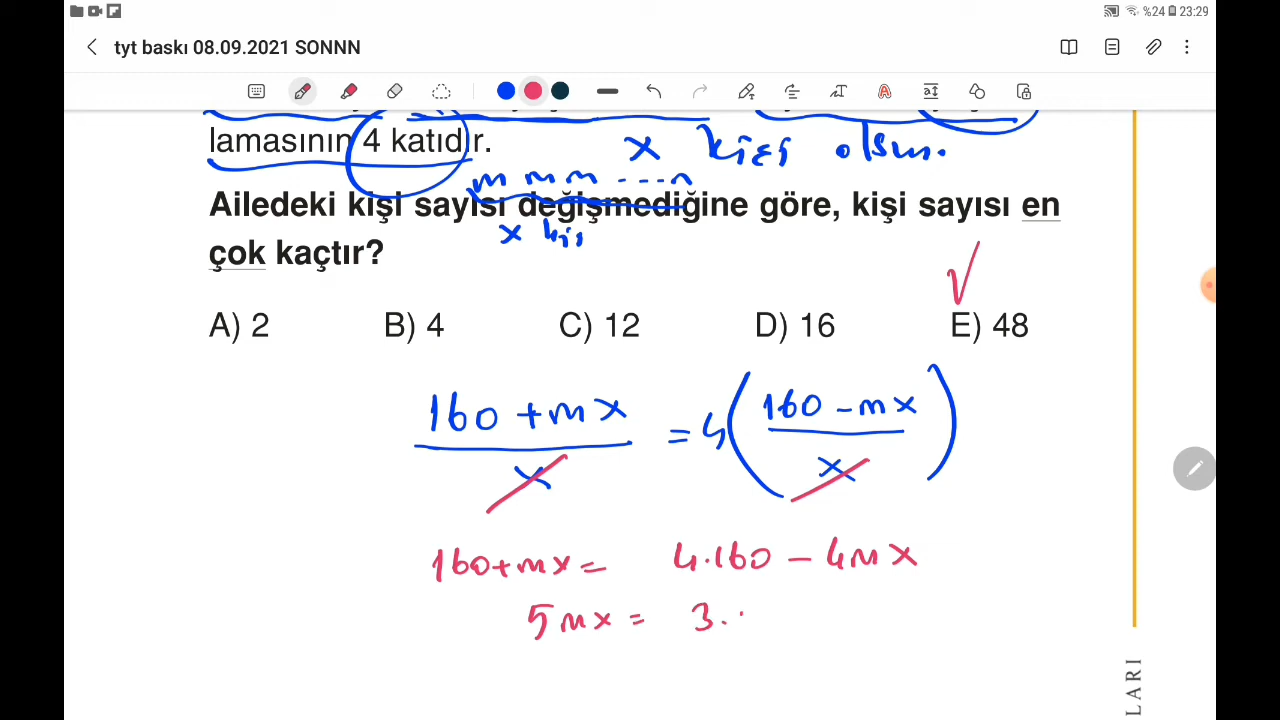 %24 23:29
tyt baskı 08.09.2021 SONNN
lamasının 4 katıdır. x kişi olsun.
m m m ... n
Ailedeki kişi sayısı değişmediğine göre, kişi sayısı en
x kiş
çok kaçtır?
A) 2 B) 4 C) 12 D) 16 E) 48
160 + mx / x = 4 (160 - mx / x)
160 + mx = 4.160 - 4mx
5mx = 3.
LARI